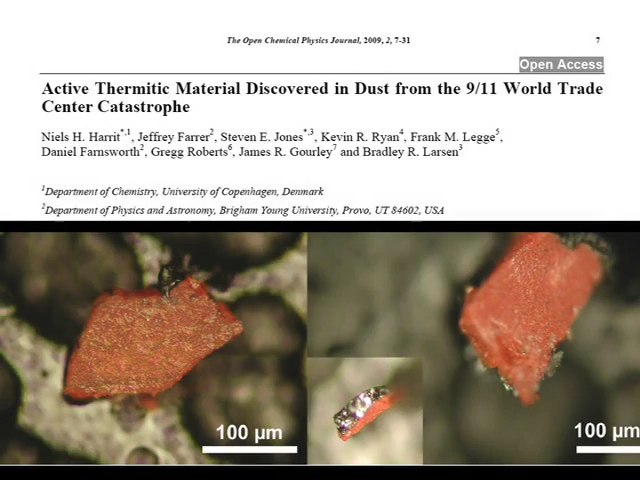 The Open Chemical Physics Journal, 2009, 2, 7-31 7
Open Access
Active Thermitic Material Discovered in Dust from the 9/11 World Trade
Center Catastrophe
Niels H. Harrit*,1, Jeffrey Farrer2, Steven E. Jones*,3, Kevin R. Ryan4, Frank M. Legge5,
Daniel Farnsworth2, Gregg Roberts6, James R. Gourley7 and Bradley R. Larsen3
1Department of Chemistry, University of Copenhagen, Denmark
2Department of Physics and Astronomy, Brigham Young University, Provo, UT 84602, USA
100 µm
100 µm